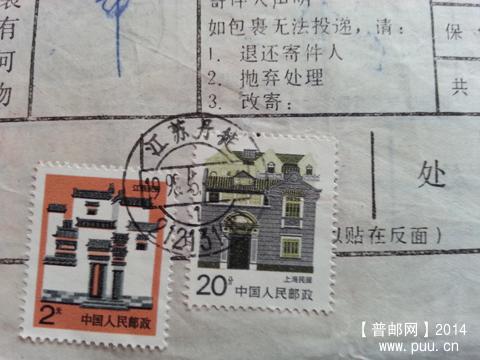 寄件人声明
如包裹无法投递，请：
1. 退还寄件人
2. 抛弃处理
3. 改寄：
有
河
物
保
共
处
贴在反面）
江苏丹
2元
中国人民邮政
20分
上海民居
中国人民邮政
【普邮网】2014
www.puu.cn